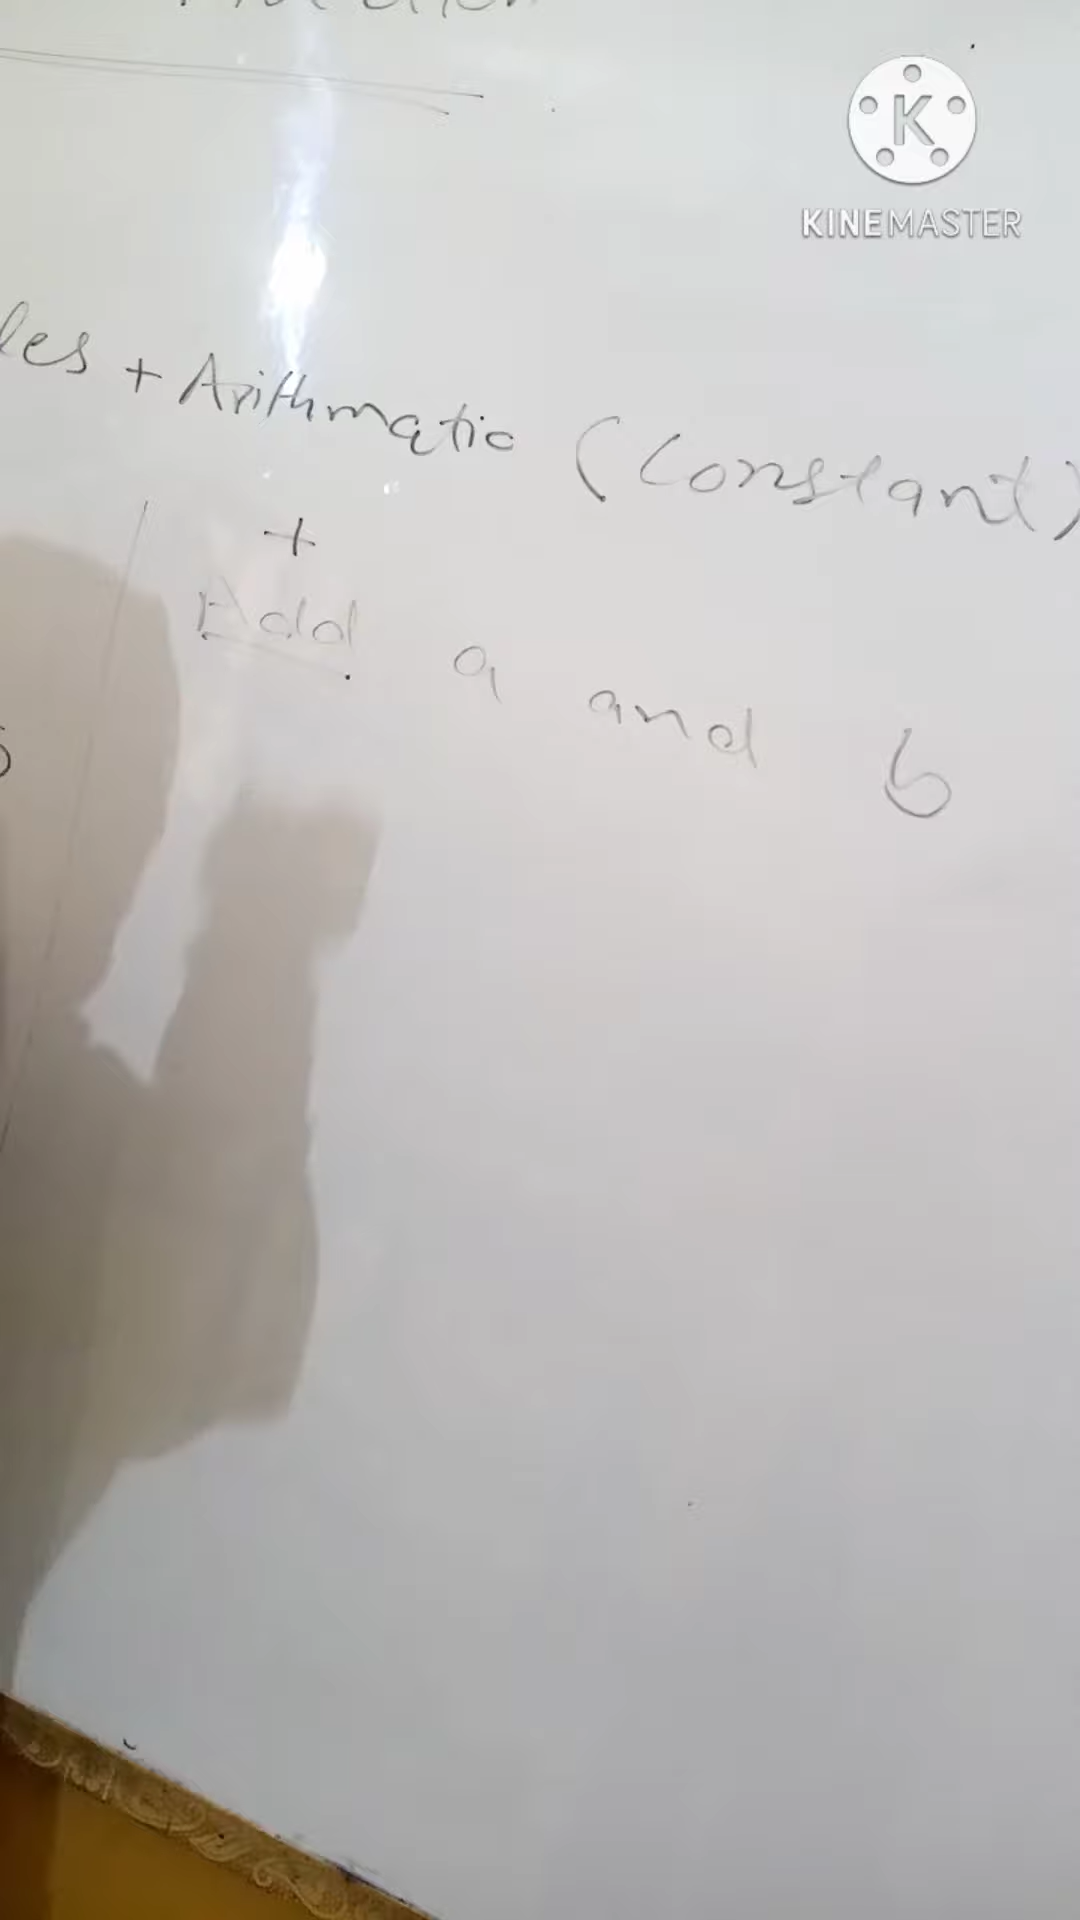 KINEMASTER
les + Arithmatic (Constant)
+
Add a and b